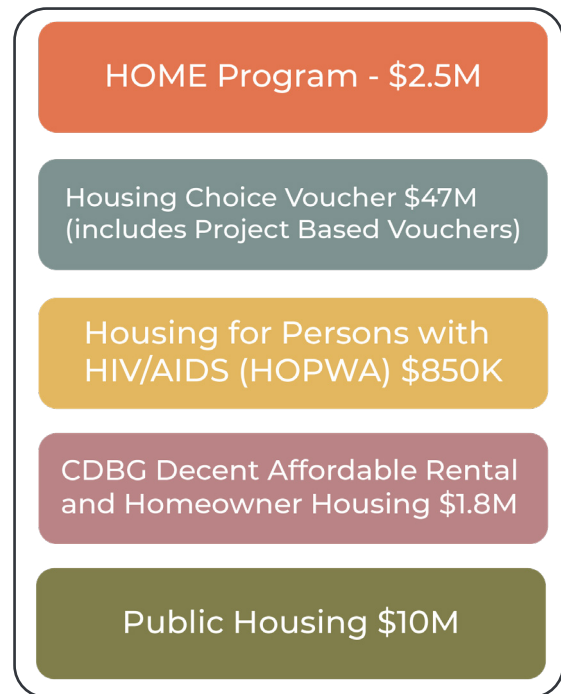 HOME Program - $2.5M
Housing Choice Voucher $47M
(includes Project Based Vouchers)
Housing for Persons with
HIV/AIDS (HOPWA) $850K
CDBG Decent Affordable Rental
and Homeowner Housing $1.8M
Public Housing $10M